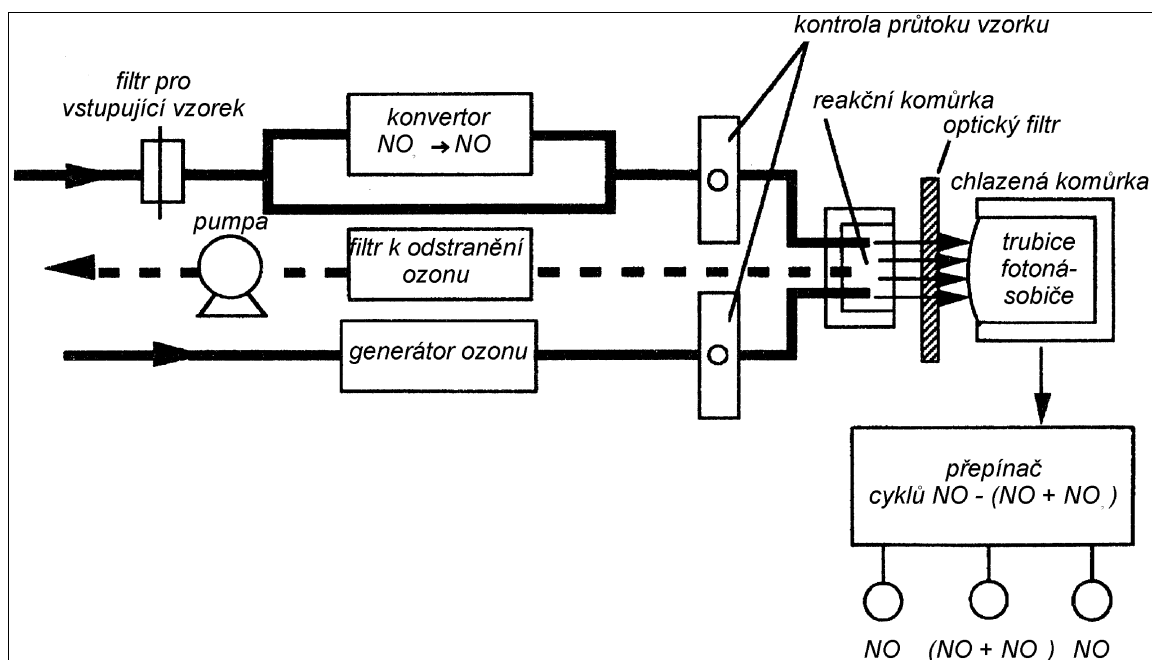 kontrola průtoku vzorku
filtr pro
vstupující vzorek
konvertor
NO, → NO
reakční komůrka
optický filtr
chlazená komůrka
pumpa
filtr k odstranění
ozonu
trubice
fotoná-
sobiče
generátor ozonu
přepínač
cyklů NO - (NO + NO,)
NO
(NO + NO )
NO